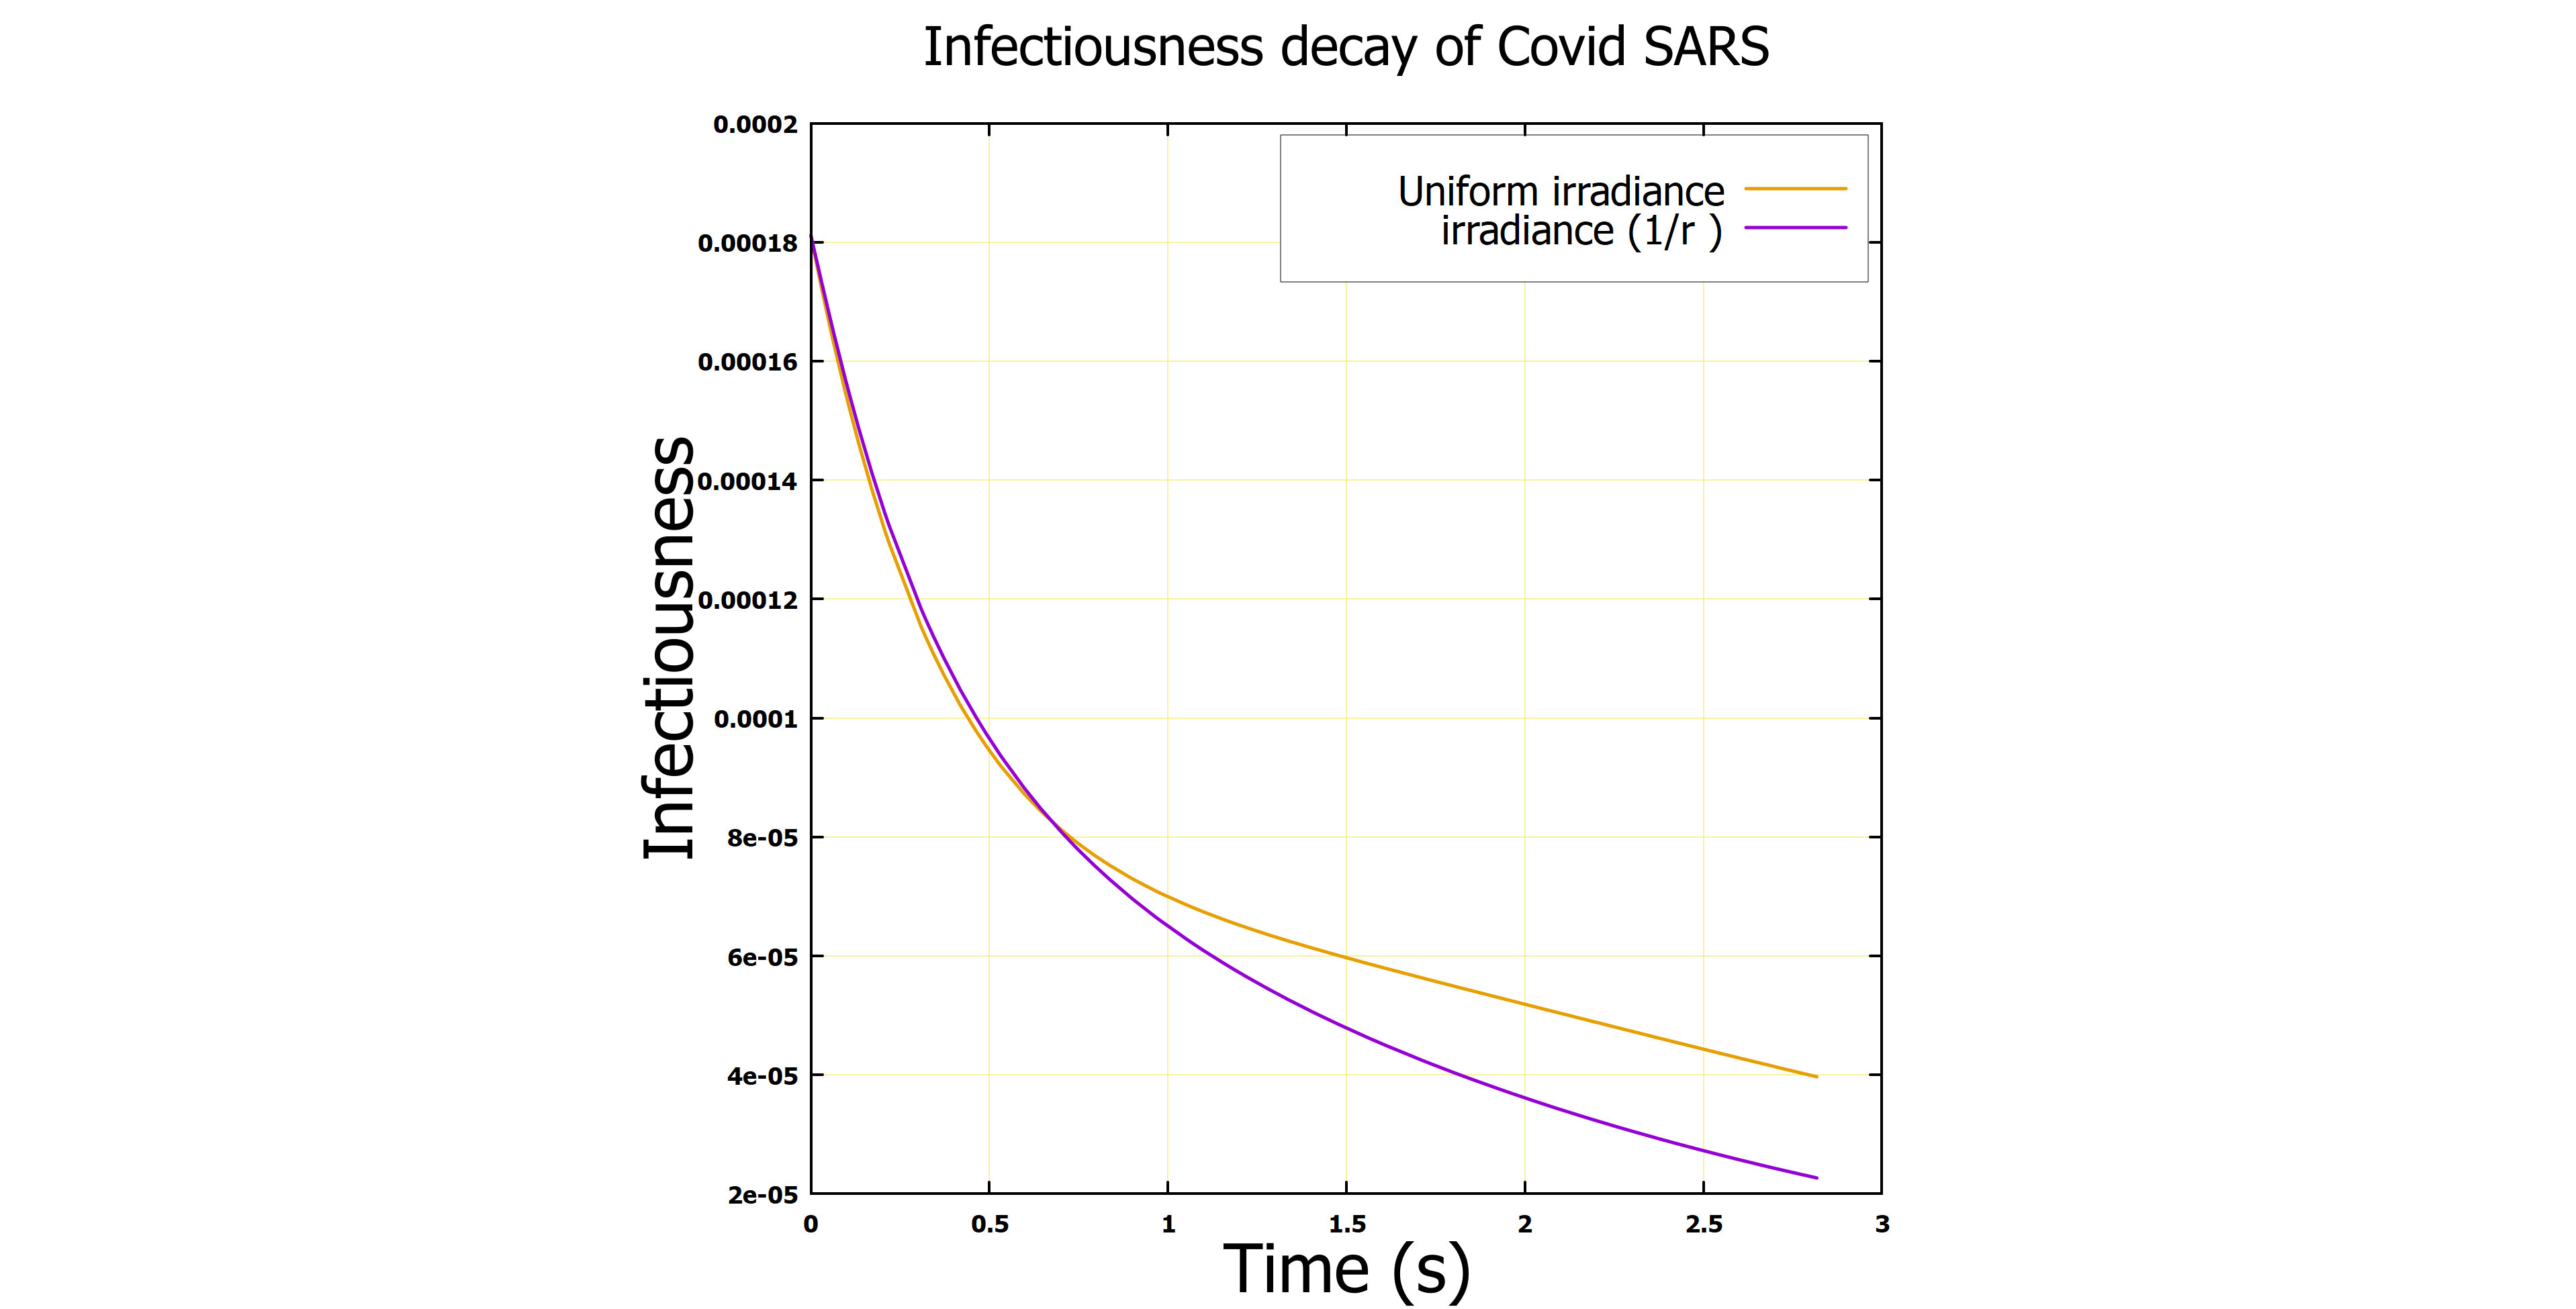 Infectiousness decay of Covid SARS
0.0002
0.00018
0.00016
0.00014
0.00012
0.0001
8e-05
6e-05
4e-05
2e-05
Infectiousness
Uniform irradiance
irradiance (1/r )
0 0.5 1 1.5 2 2.5 3
Time (s)